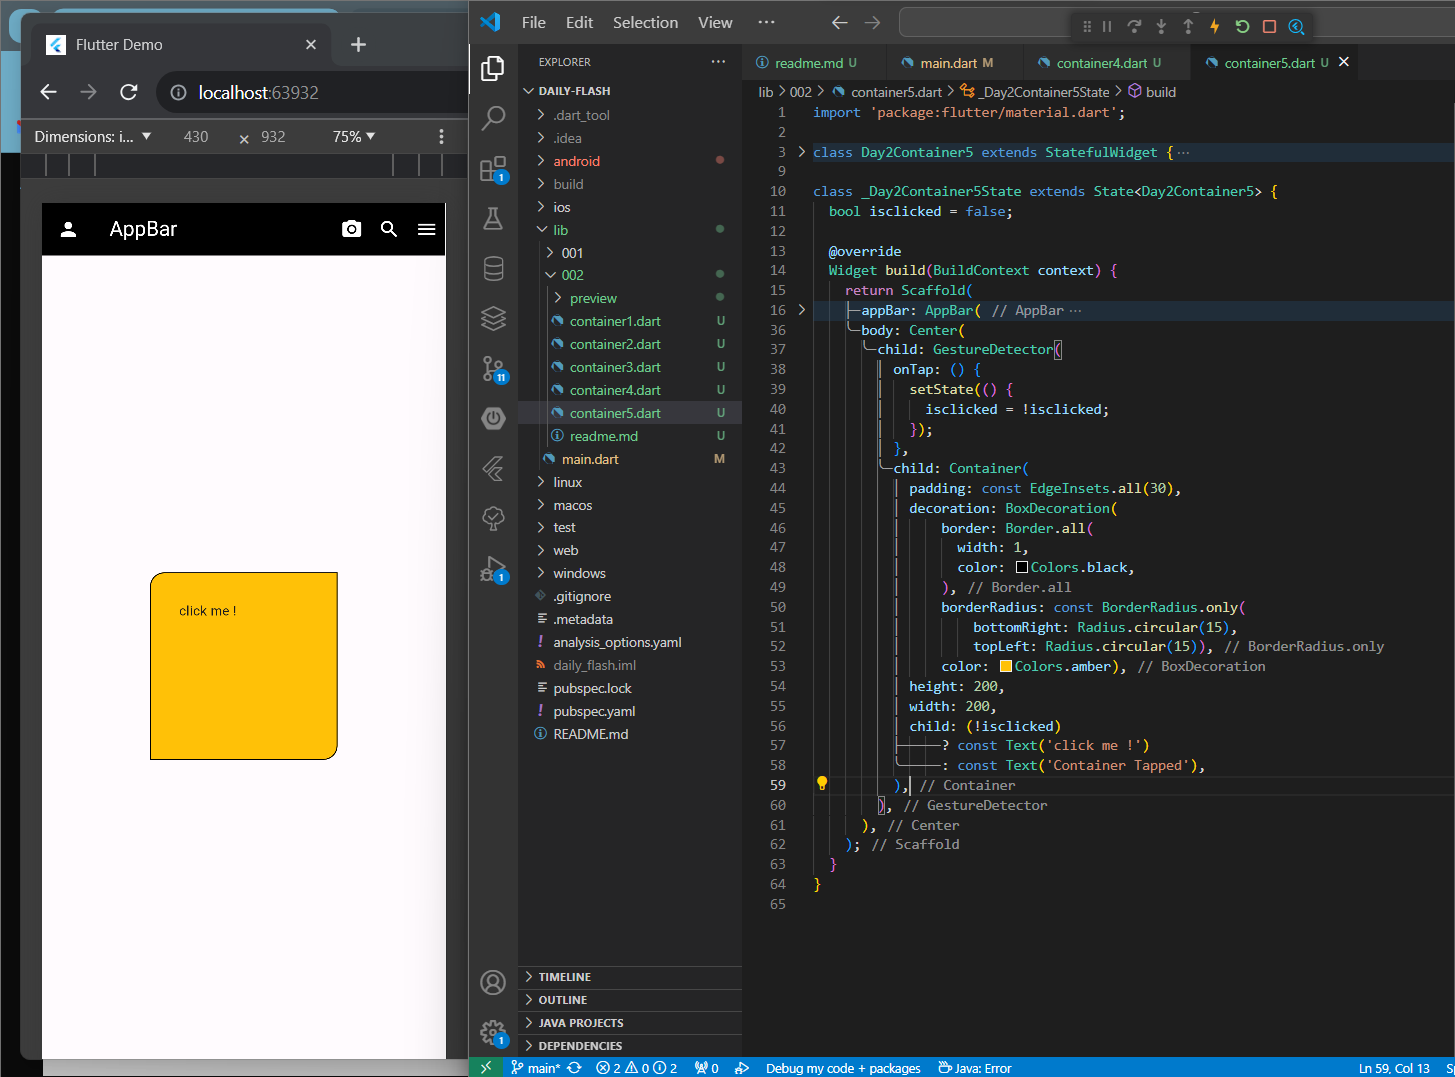 Flutter Demo
localhost:63932
Dimensions: i...
430
×
932
75%
AppBar
click me !
File Edit Selection View ···
EXPLORER
DAILY-FLASH
.dart_tool
.idea
android
build
ios
lib
001
002
preview
container1.dart U
container2.dart U
container3.dart U
container4.dart U
container5.dart U
readme.md U
main.dart M
linux
macos
test
web
windows
.gitignore
.metadata
analysis_options.yaml
daily_flash.iml
pubspec.lock
pubspec.yaml
README.md
TIMELINE
OUTLINE
JAVA PROJECTS
DEPENDENCIES
1
11
1
1
readme.md U
main.dart M
container4.dart U
container5.dart U
lib > 002 > container5.dart > _Day2Container5State > build
1 import 'package:flutter/material.dart';
2
3 class Day2Container5 extends StatefulWidget { ···
9
10 class _Day2Container5State extends State<Day2Container5> {
11 bool isclicked = false;
12
13 @override
14 Widget build(BuildContext context) {
15 return Scaffold(
16 appBar: AppBar( // AppBar ···
36 body: Center(
37 child: GestureDetector(
38 onTap: () {
39 setState(() {
40 isclicked = !isclicked;
41 });
42 },
43 child: Container(
44 padding: const EdgeInsets.all(30),
45 decoration: BoxDecoration(
46 border: Border.all(
47 width: 1,
48 color: Colors.black,
49 ), // Border.all
50 borderRadius: const BorderRadius.only(
51 bottomRight: Radius.circular(15),
52 topLeft: Radius.circular(15)), // BorderRadius.only
53 color: Colors.amber), // BoxDecoration
54 height: 200,
55 width: 200,
56 child: (!isclicked)
57 ? const Text('click me !')
58 : const Text('Container Tapped'),
59 ), // Container
60 ), // GestureDetector
61 ), // Center
62 ); // Scaffold
63 }
64 }
65
main* 2 0 2 0 Debug my code + packages Java: Error Ln 59, Col 13